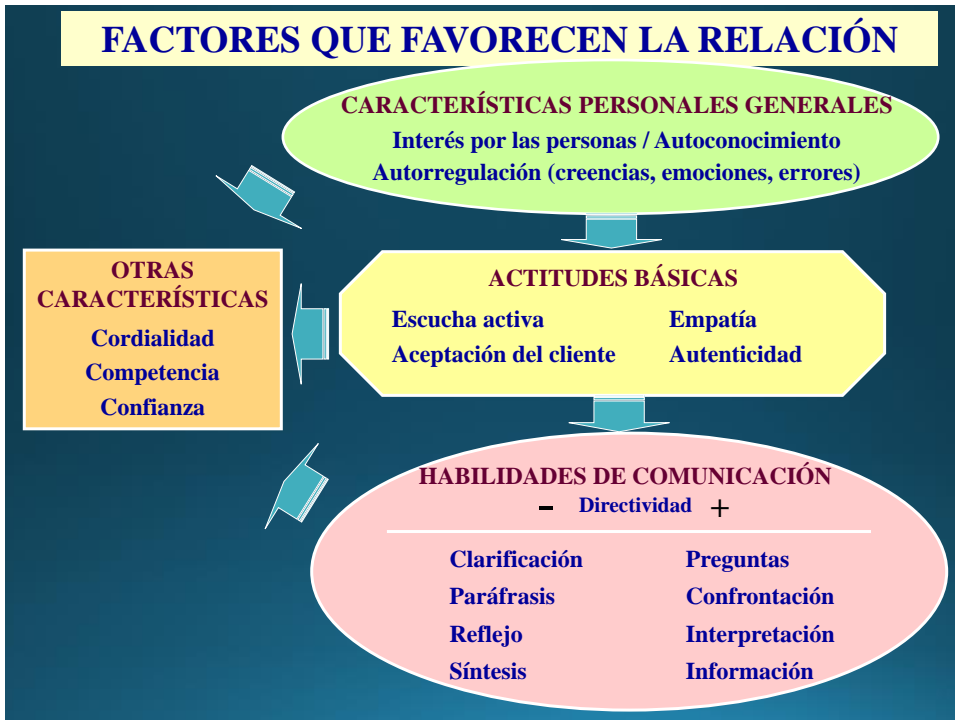 FACTORES QUE FAVORECEN LA RELACIÓN
CARACTERÍSTICAS PERSONALES GENERALES
Interés por las personas / Autoconocimiento
Autorregulación (creencias, emociones, errores)
OTRAS
CARACTERÍSTICAS
Cordialidad
Competencia
Confianza
ACTITUDES BÁSICAS
Escucha activa Empatía
Aceptación del cliente Autenticidad
HABILIDADES DE COMUNICACIÓN
- Directividad +
Clarificación Preguntas
Paráfrasis Confrontación
Reflejo Interpretación
Síntesis Información